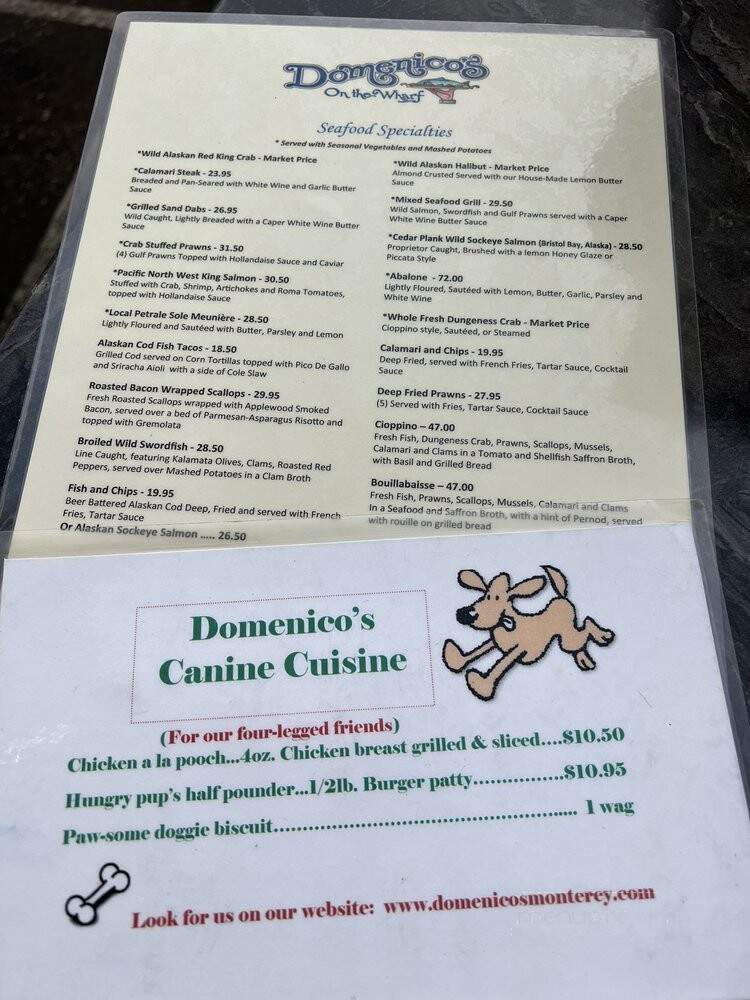 Domenico's
On the Wharf
Seafood Specialties
* Served with Seasonal Vegetables and Mashed Potatoes
*Wild Alaskan Red King Crab - Market Price
*Calamari Steak - 23.95
Breaded and Pan-Seared with White Wine and Garlic Butter
Sauce
*Grilled Sand Dabs - 26.95
Wild Caught, Lightly Breaded with a Caper White Wine Butter
Sauce
*Crab Stuffed Prawns - 31.50
(4) Gulf Prawns Topped with Hollandaise Sauce and Caviar
*Pacific North West King Salmon - 30.50
Stuffed with Crab, Shrimp, Artichokes and Roma Tomatoes,
topped with Hollandaise Sauce
*Local Petrale Sole Meunière - 28.50
Lightly Floured and Sautéed with Butter, Parsley and Lemon
Alaskan Cod Fish Tacos - 18.50
Grilled Cod served on Corn Tortillas topped with Pico De Gallo
and Sriracha Aioli with a side of Cole Slaw
Roasted Bacon Wrapped Scallops - 29.95
Fresh Roasted Scallops wrapped with Applewood Smoked
Bacon, served over a bed of Parmesan-Asparagus Risotto and
topped with Gremolata
Broiled Wild Swordfish - 28.50
Line Caught, featuring Kalamata Olives, Clams, Roasted Red
Peppers, served over Mashed Potatoes in a Clam Broth
Fish and Chips - 19.95
Beer Battered Alaskan Cod Deep, Fried and served with French
Fries, Tartar Sauce
Or Alaskan Sockeye Salmon ..... 26.50
*Wild Alaskan Halibut - Market Price
Almond Crusted Served with our House-Made Lemon Butter
Sauce
*Mixed Seafood Grill - 29.50
Wild Salmon, Swordfish and Gulf Prawns served with a Caper
White Wine Butter Sauce
*Cedar Plank Wild Sockeye Salmon (Bristol Bay, Alaska) - 28.50
Proprietor Caught, Brushed with a lemon Honey Glaze or
Piccata Style
*Abalone - 72.00
Lightly Floured, Sautéed with Lemon, Butter, Garlic, Parsley and
White Wine
*Whole Fresh Dungeness Crab - Market Price
Cioppino style, Sautéed, or Steamed
Calamari and Chips - 19.95
Deep Fried, served with French Fries, Tartar Sauce, Cocktail
Sauce
Deep Fried Prawns - 27.95
(5) Served with Fries, Tartar Sauce, Cocktail Sauce
Cioppino – 47.00
Fresh Fish, Dungeness Crab, Prawns, Scallops, Mussels,
Calamari and Clams in a Tomato and Shellfish Saffron Broth,
with Basil and Grilled Bread
Bouillabaisse – 47.00
Fresh Fish, Prawns, Scallops, Mussels, Calamari and Clams
In a Seafood and Saffron Broth, with a hint of Pernod, served
with rouille on grilled bread
Domenico's
Canine Cuisine
(For our four-legged friends)
Chicken a la pooch...4oz. Chicken breast grilled & sliced....$10.50
Hungry pup's half pounder...1/2lb. Burger patty.................$10.95
Paw-some doggie biscuit.................................................... 1 wag
Look for us on our website: www.domenicosmonterey.com